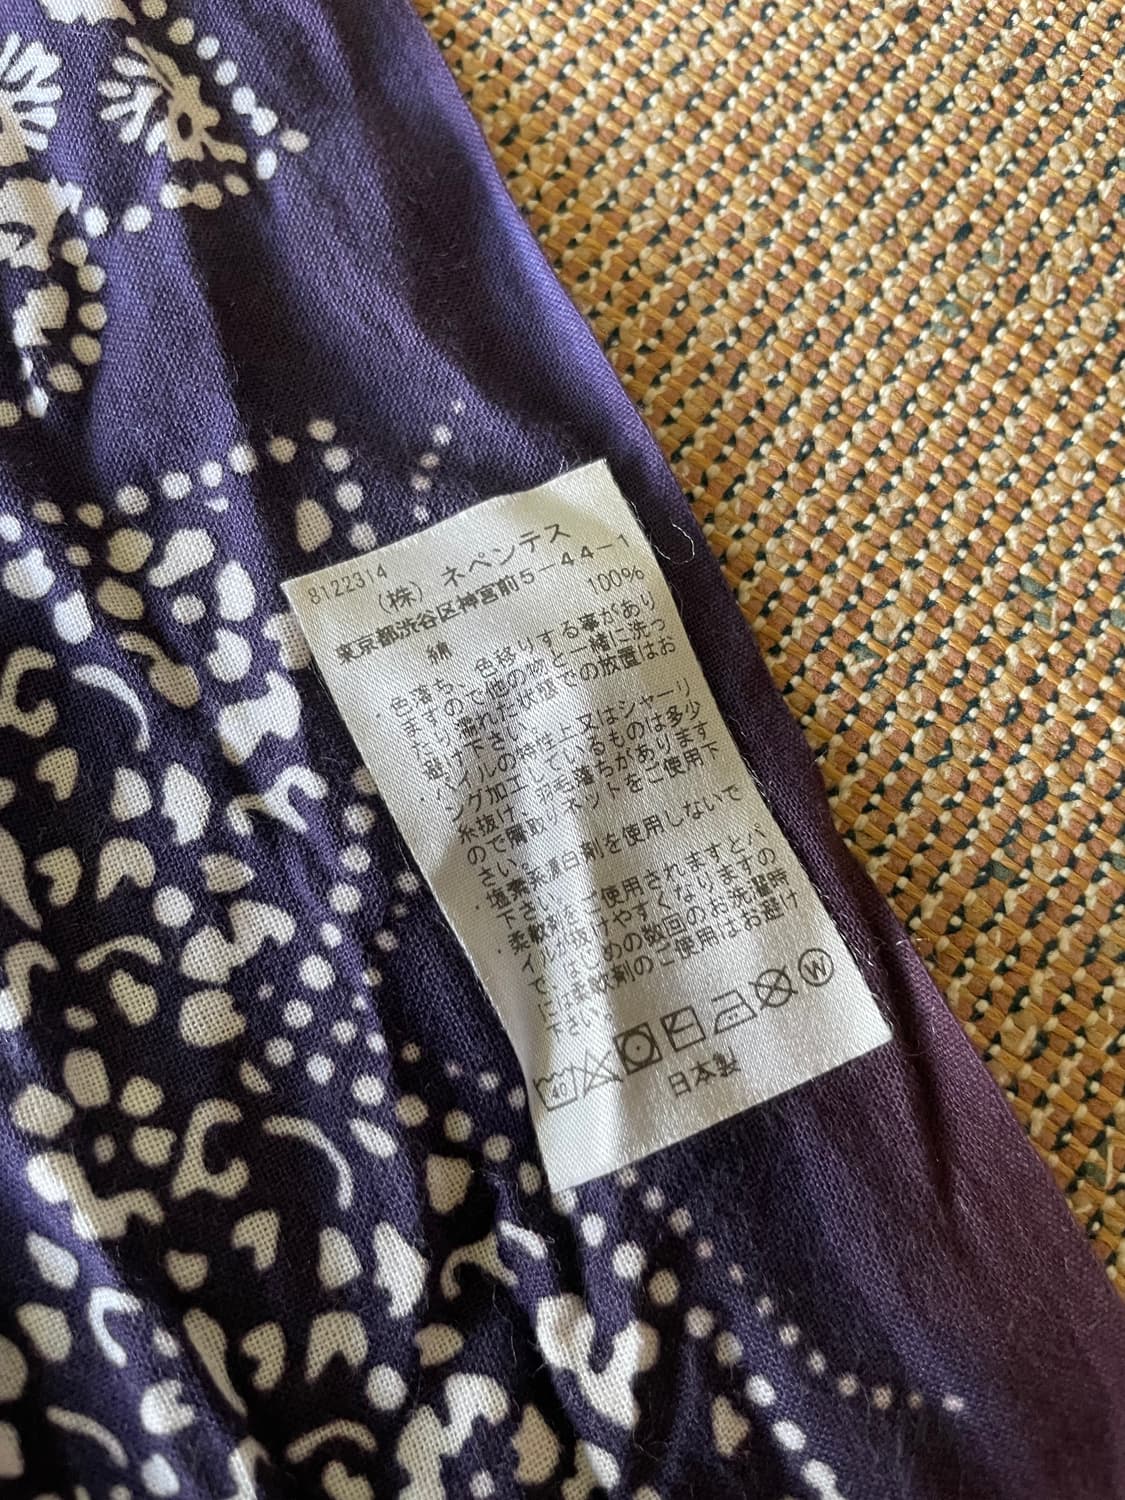 8122314
(株) ネペンテス
東京都渋谷区神宮前5-44-1
綿 100%
・色落ち、色移りする事があり
ますので他の物と一緒に洗っ
たり濡れた状態での放置はお
避け下さい。
・パイルの特性上又はシャーリ
ング加工しているものは多少
糸抜け、羽毛落ちがあります
ので屑取りネットをご使用下
さい。
・塩素系漂白剤を使用しないで
下さい。
・柔軟剤をご使用されますとパ
イルが抜けやすくなりますの
で、はじめの数回のお洗濯時
には柔軟剤のご使用はお避け
下さい。
40 W
日本製